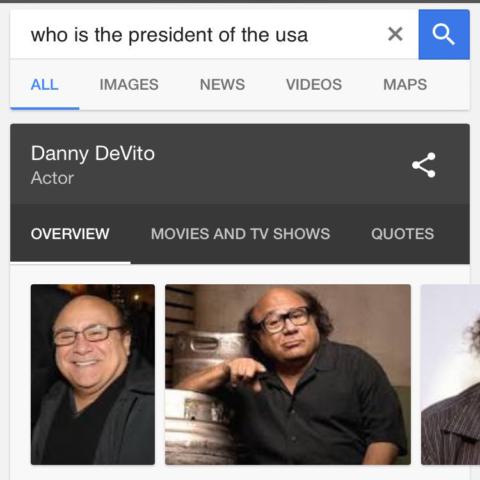 who is the president of the usa
ALL IMAGES NEWS VIDEOS MAPS
Danny DeVito
Actor
OVERVIEW MOVIES AND TV SHOWS QUOTES